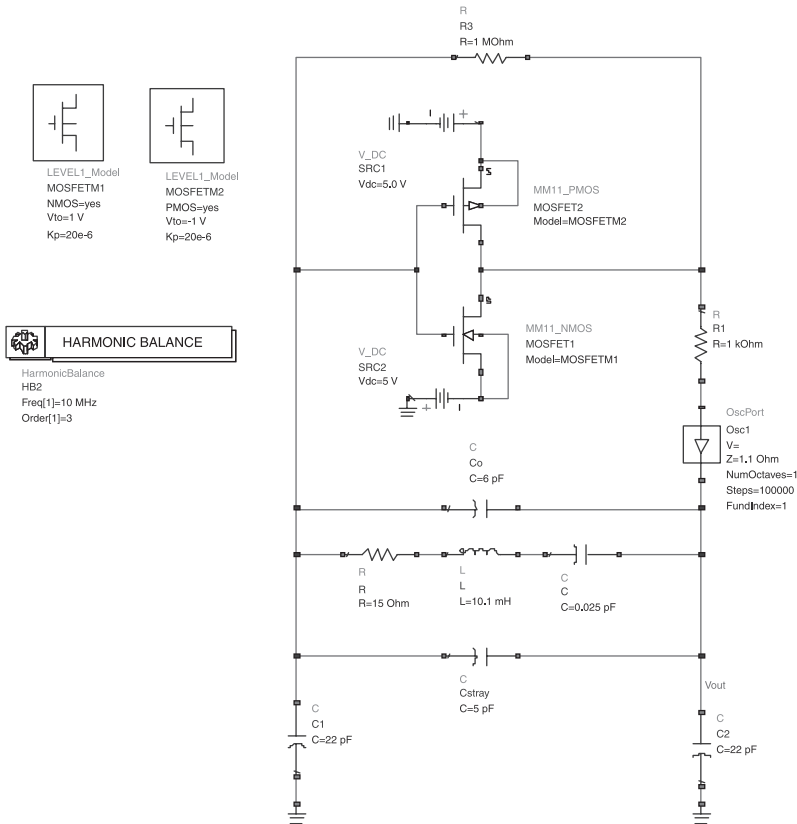 R
R3
R=1 MOhm
LEVEL1_Model
MOSFETM1
NMOS=yes
Vto=1 V
Kp=20e-6
LEVEL1_Model
MOSFETM2
PMOS=yes
Vto=-1 V
Kp=20e-6
V_DC
SRC1
Vdc=5.0 V
MM11_PMOS
MOSFET2
Model=MOSFETM2
HARMONIC BALANCE
HarmonicBalance
HB2
Freq[1]=10 MHz
Order[1]=3
V_DC
SRC2
Vdc=5 V
MM11_NMOS
MOSFET1
Model=MOSFETM1
R
R1
R=1 kOhm
OscPort
Osc1
V=
Z=1.1 Ohm
NumOctaves=1
Steps=100000
FundIndex=1
C
Co
C=6 pF
R
R
R=15 Ohm
L
L
L=10.1 mH
C
C
C=0.025 pF
C
Cstray
C=5 pF
Vout
C
C1
C=22 pF
C
C2
C=22 pF